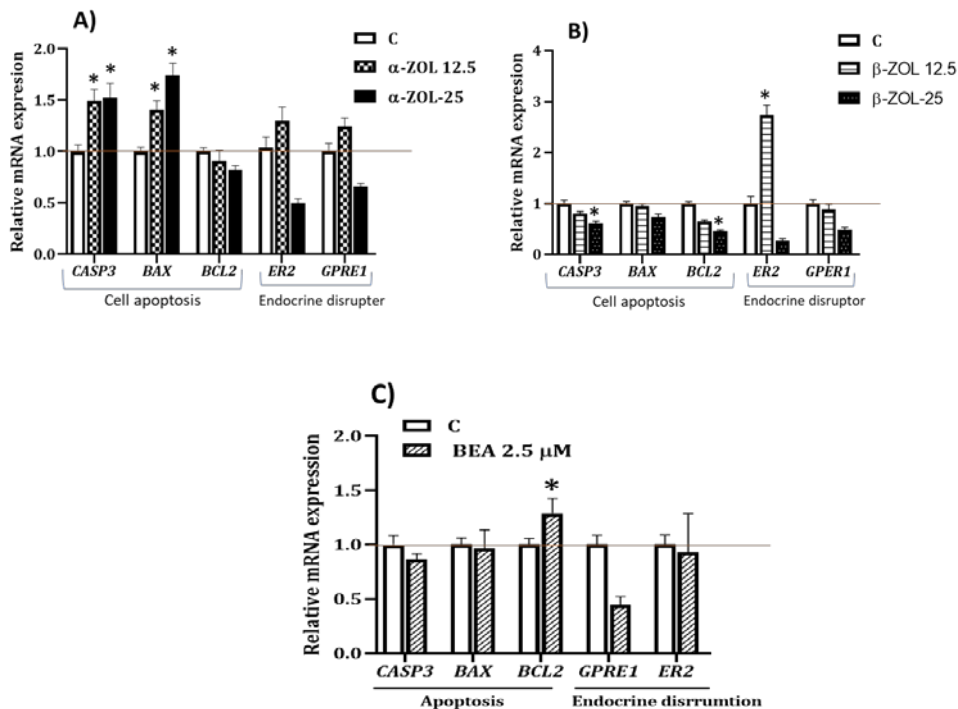 A)
C
α-ZOL 12.5
α-ZOL-25
Relative mRNA expression
2.0
1.5
1.0
0.5
0.0
* * * *
CASP3 BAX BCL2 ER2 GPRE1
Cell apoptosis Endocrine disrupter
B)
C
β-ZOL 12.5
β-ZOL-25
Relative mRNA expression
4
3
2
1
0
* * *
CASP3 BAX BCL2 ER2 GPER1
Cell apoptosis Endocrine disruptor
C)
C
BEA 2.5 μM
Relative mRNA expression
2.0
1.5
1.0
0.5
0.0
*
CASP3 BAX BCL2 GPRE1 ER2
Apoptosis Endocrine disrrumtion